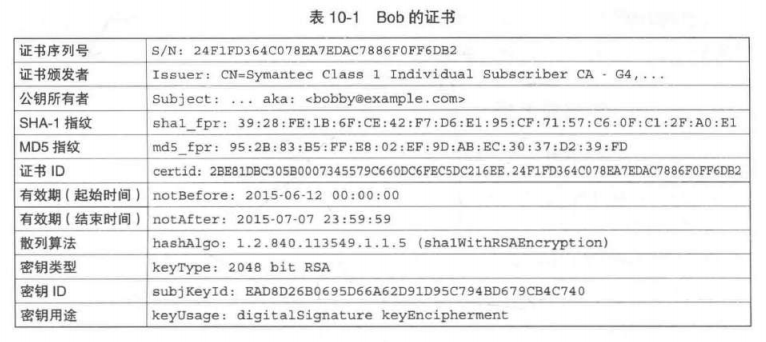 表 10-1 Bob 的证书
证书序列号 S/N: 24F1FD364C078EA7EDAC7886F0FF6DB2
证书颁发者 Issuer: CN=Symantec Class 1 Individual Subscriber CA - G4,...
公钥所有者 Subject: ... aka: <bobby@example.com>
SHA-1 指纹 sha1_fpr: 39:28:FE:1B:6F:CE:42:F7:D6:E1:95:CF:71:57:C6:0F:C1:2F:A0:E1
MD5 指纹 md5_fpr: 95:2B:83:B5:FF:E8:02:EF:9D:AB:EC:30:37:D2:39:FD
证书 ID certid: 2BE81DBC305B0007345579C660DC6FEC5DC216EE.24F1FD364C078EA7EDAC7886F0FF6DB2
有效期（起始时间） notBefore: 2015-06-12 00:00:00
有效期（结束时间） notAfter: 2015-07-07 23:59:59
散列算法 hashAlgo: 1.2.840.113549.1.1.5 (sha1WithRSAEncryption)
密钥类型 keyType: 2048 bit RSA
密钥 ID subjKeyId: EAD8D26B0695D66A62D91D95C794BD679CB4C740
密钥用途 keyUsage: digitalSignature keyEncipherment